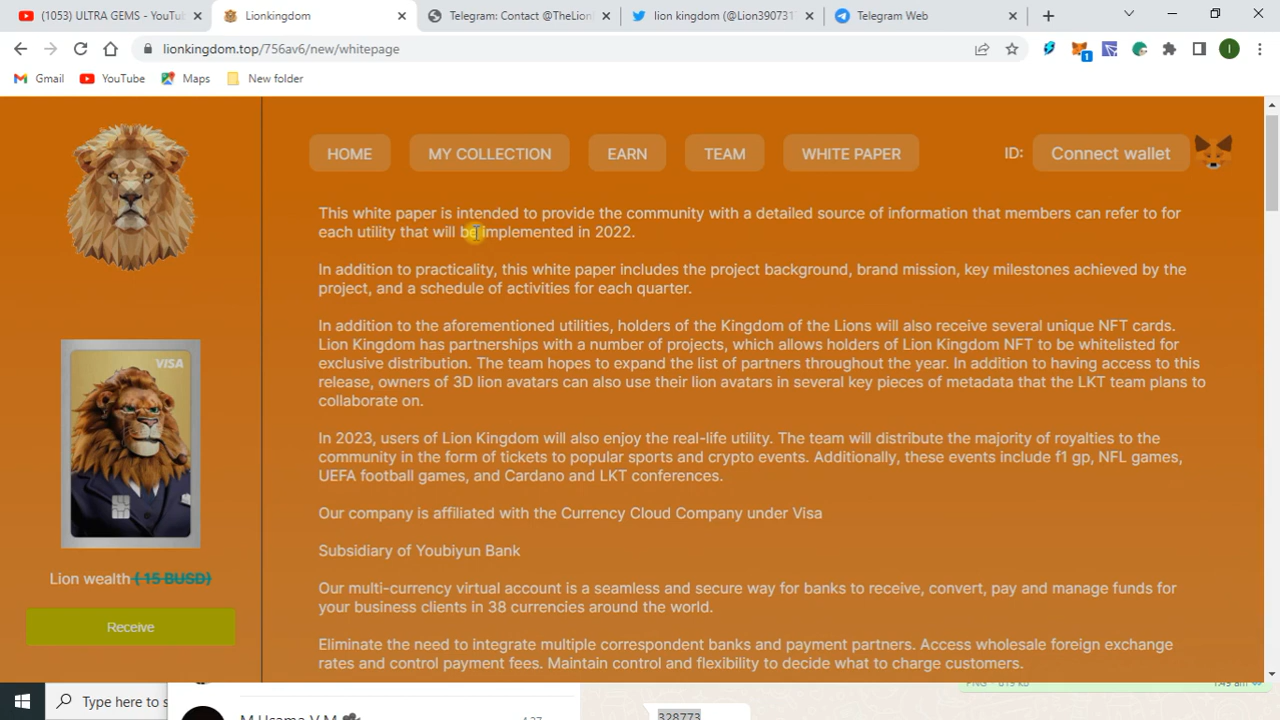 (1053) ULTRA GEMS - YouTu
Lionkingdom
Telegram: Contact @TheLion
lion kingdom (@Lion39073
Telegram Web
lionkingdom.top/756av6/new/whitepage
1
I
Gmail
YouTube
Maps
New folder
HOME
MY COLLECTION
EARN
TEAM
WHITE PAPER
ID:
Connect wallet
This white paper is intended to provide the community with a detailed source of information that members can refer to for
each utility that will be implemented in 2022.
In addition to practicality, this white paper includes the project background, brand mission, key milestones achieved by the
project, and a schedule of activities for each quarter.
In addition to the aforementioned utilities, holders of the Kingdom of the Lions will also receive several unique NFT cards.
Lion Kingdom has partnerships with a number of projects, which allows holders of Lion Kingdom NFT to be whitelisted for
exclusive distribution. The team hopes to expand the list of partners throughout the year. In addition to having access to this
release, owners of 3D lion avatars can also use their lion avatars in several key pieces of metadata that the LKT team plans to
collaborate on.
In 2023, users of Lion Kingdom will also enjoy the real-life utility. The team will distribute the majority of royalties to the
community in the form of tickets to popular sports and crypto events. Additionally, these events include f1 gp, NFL games,
UEFA football games, and Cardano and LKT conferences.
Our company is affiliated with the Currency Cloud Company under Visa
Subsidiary of Youbiyun Bank
Our multi-currency virtual account is a seamless and secure way for banks to receive, convert, pay and manage funds for
your business clients in 38 currencies around the world.
Eliminate the need to integrate multiple correspondent banks and payment partners. Access wholesale foreign exchange
rates and control payment fees. Maintain control and flexibility to decide what to charge customers.
VISA
Lion wealth ( 15 BUSD)
Receive
Type here to s
M Usama V M
4:37
328773
1:49 am